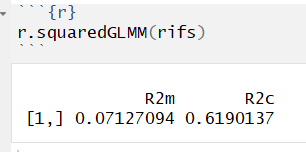 ```{r}
r.squaredGLMM(rifs)
```
R2m R2c
[1,] 0.07127094 0.6190137